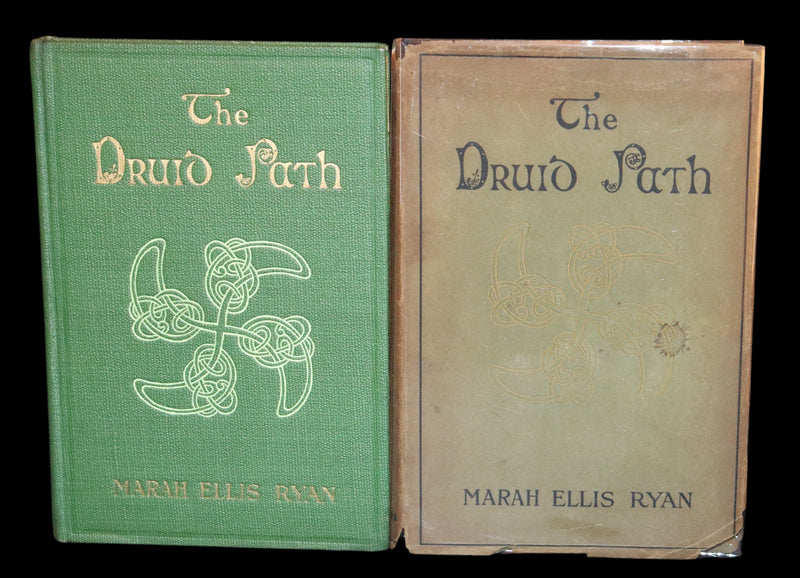 The
Druid Path
Marah Ellis Ryan
The
Druid Path
Marah Ellis Ryan